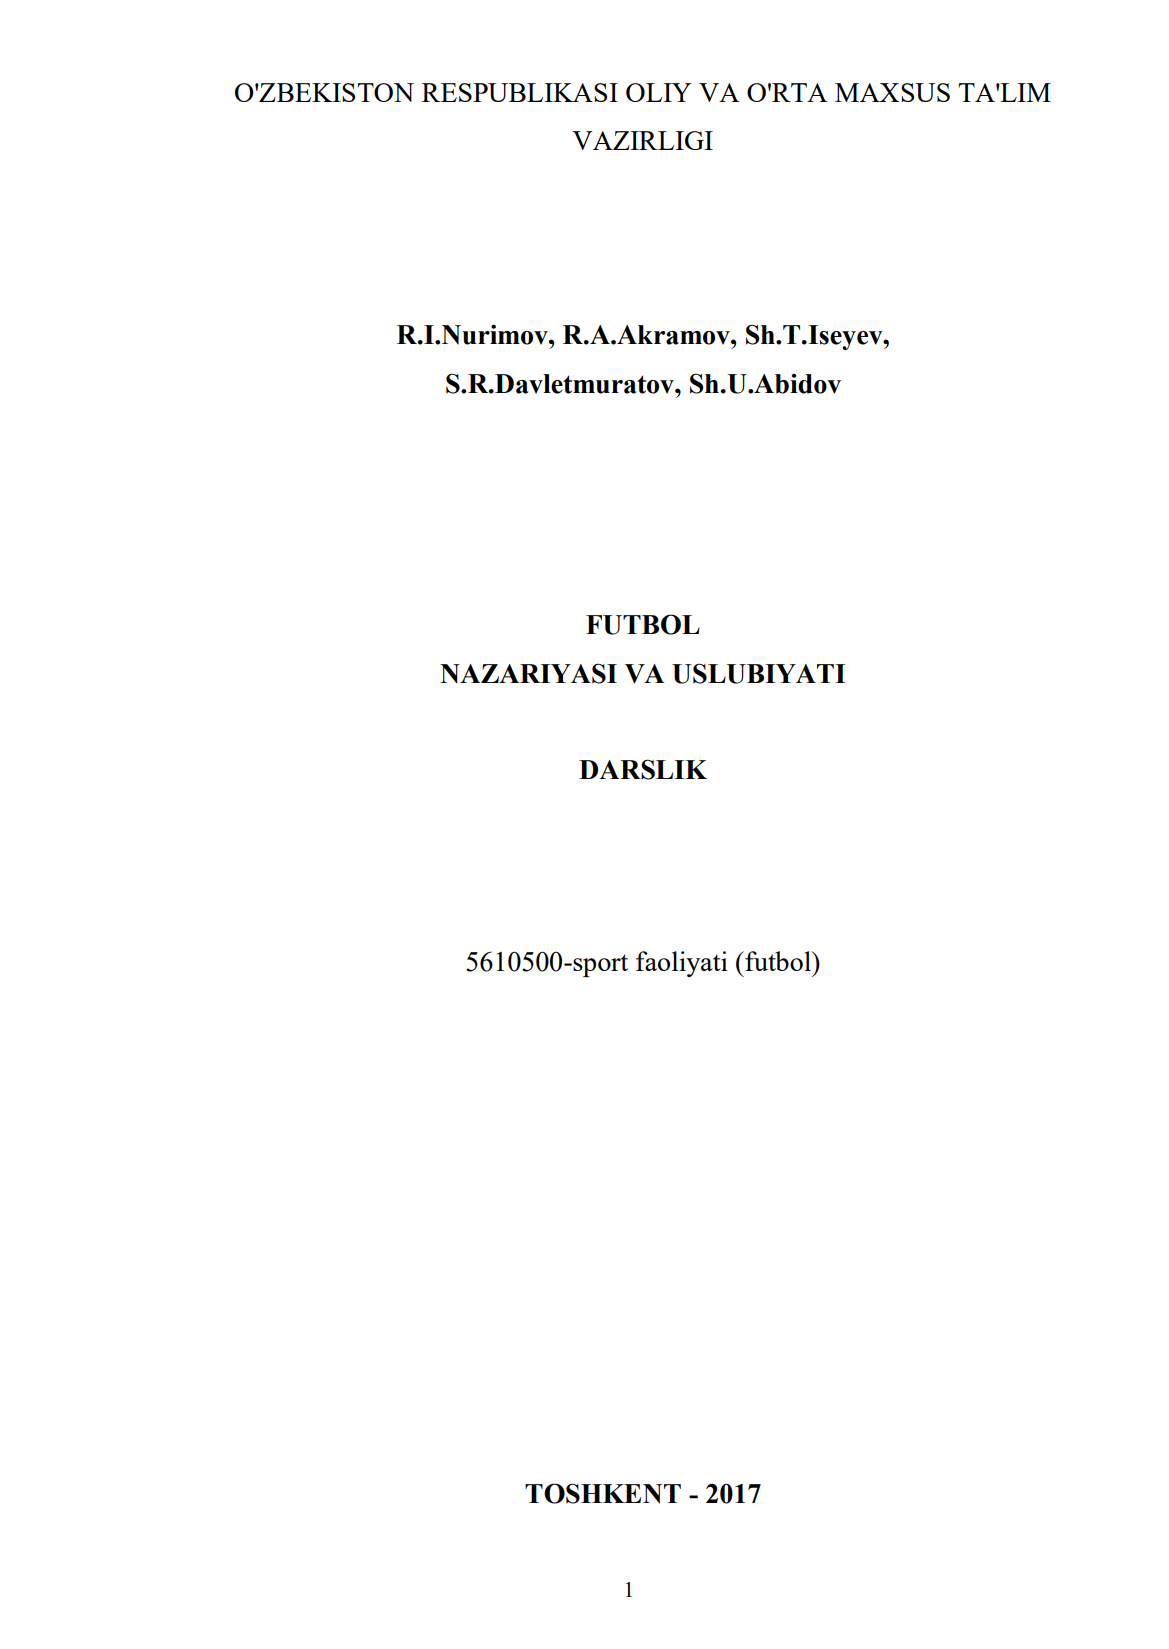 O'ZBEKISTON RESPUBLIKASI OLIY VA O'RTA MAXSUS TA'LIM
VAZIRLIGI
R.I.Nurimov, R.A.Akramov, Sh.T.Iseyev,
S.R.Davletmuratov, Sh.U.Abidov
FUTBOL
NAZARIYASI VA USLUBIYATI
DARSLIK
5610500-sport faoliyati (futbol)
TOSHKENT - 2017
1